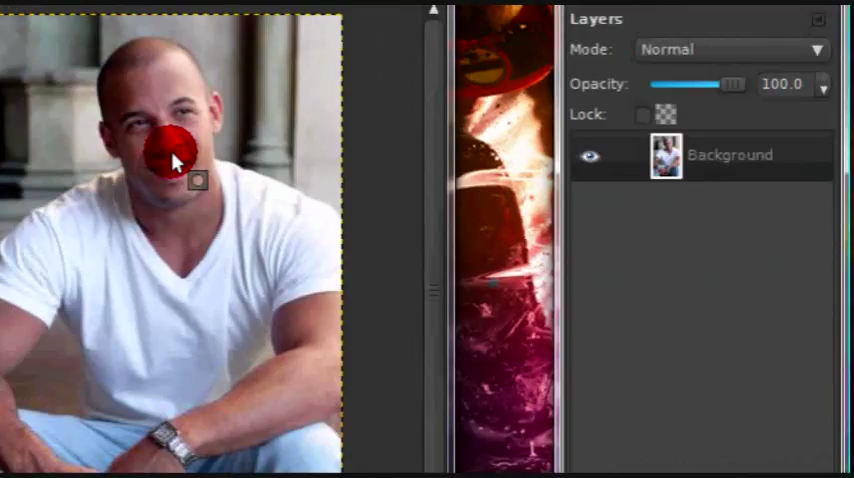 Layers
Mode: Normal
Opacity: 100.0
Lock:
Background